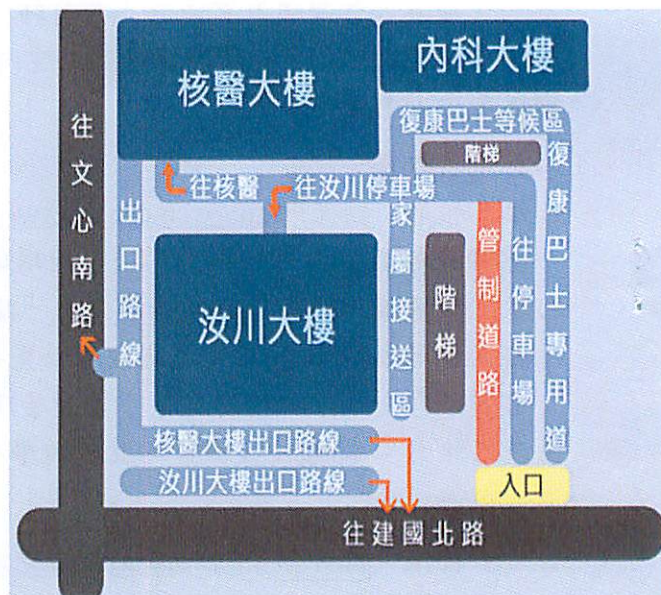 核醫大樓
內科大樓
往文心南路
復康巴士等候區
階梯
復康巴士專用道
往核醫
往汝川停車場
出口路線
汝川大樓
家屬接送區
階梯
管制道路
往停車場
核醫大樓出口路線
汝川大樓出口路線
入口
往建國北路